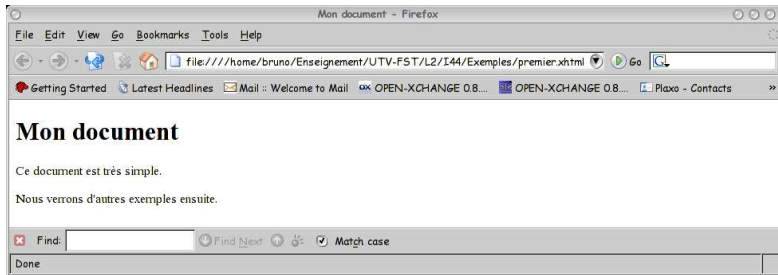 Mon document - Firefox
File Edit View Go Bookmarks Tools Help
file:////home/bruno/Enseignement/UTV-FST/L2/I44/Exemples/premier.xhtml Go G
Getting Started Latest Headlines Mail :: Welcome to Mail OPEN-XCHANGE 0.8.... OPEN-XCHANGE 0.8.... Plaxo - Contacts »
Mon document
Ce document est très simple.
Nous verrons d'autres exemples ensuite.
Find: Find Next Match case
Done